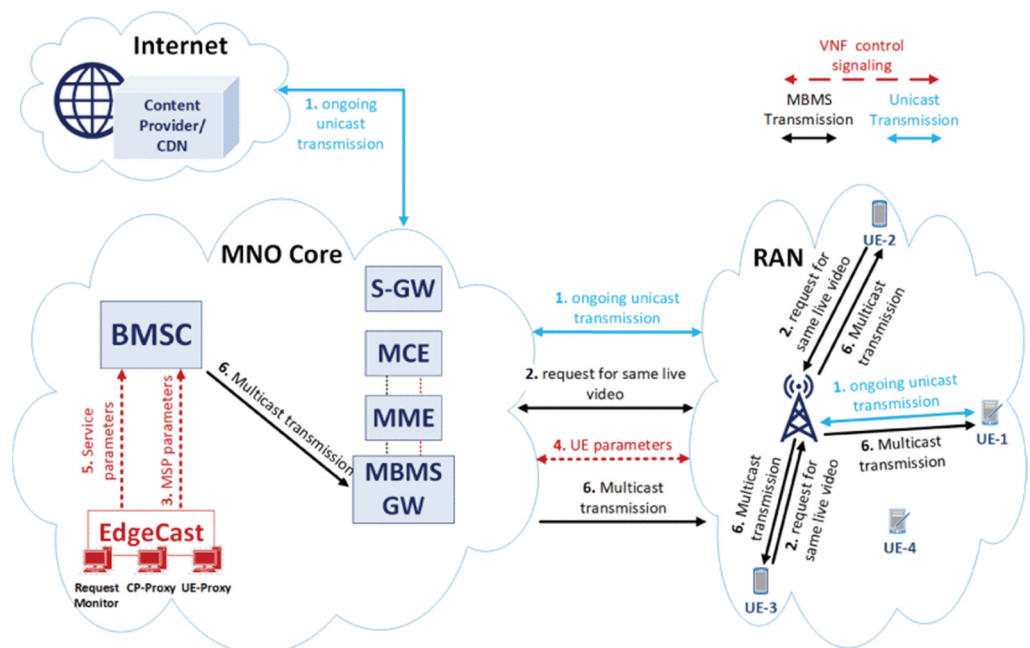 Internet
Content
Provider/
CDN
1. ongoing
unicast
transmission
VNF control
signaling
MBMS
Transmission
Unicast
Transmission
MNO Core
S-GW
BMSC
MCE
MME
MBMS
GW
6. Multicast transmission
5. Service
parameters
3. MSP parameters
EdgeCast
Request
Monitor
CP-Proxy
UE-Proxy
1. ongoing unicast
transmission
2. request for same live
video
4. UE parameters
6. Multicast
transmission
RAN
UE-2
2. request for
same live video
6. Multicast
transmission
1. ongoing unicast
transmission
UE-1
6. Multicast
transmission
6. Multicast
transmission
2. request for
same live video
UE-4
UE-3